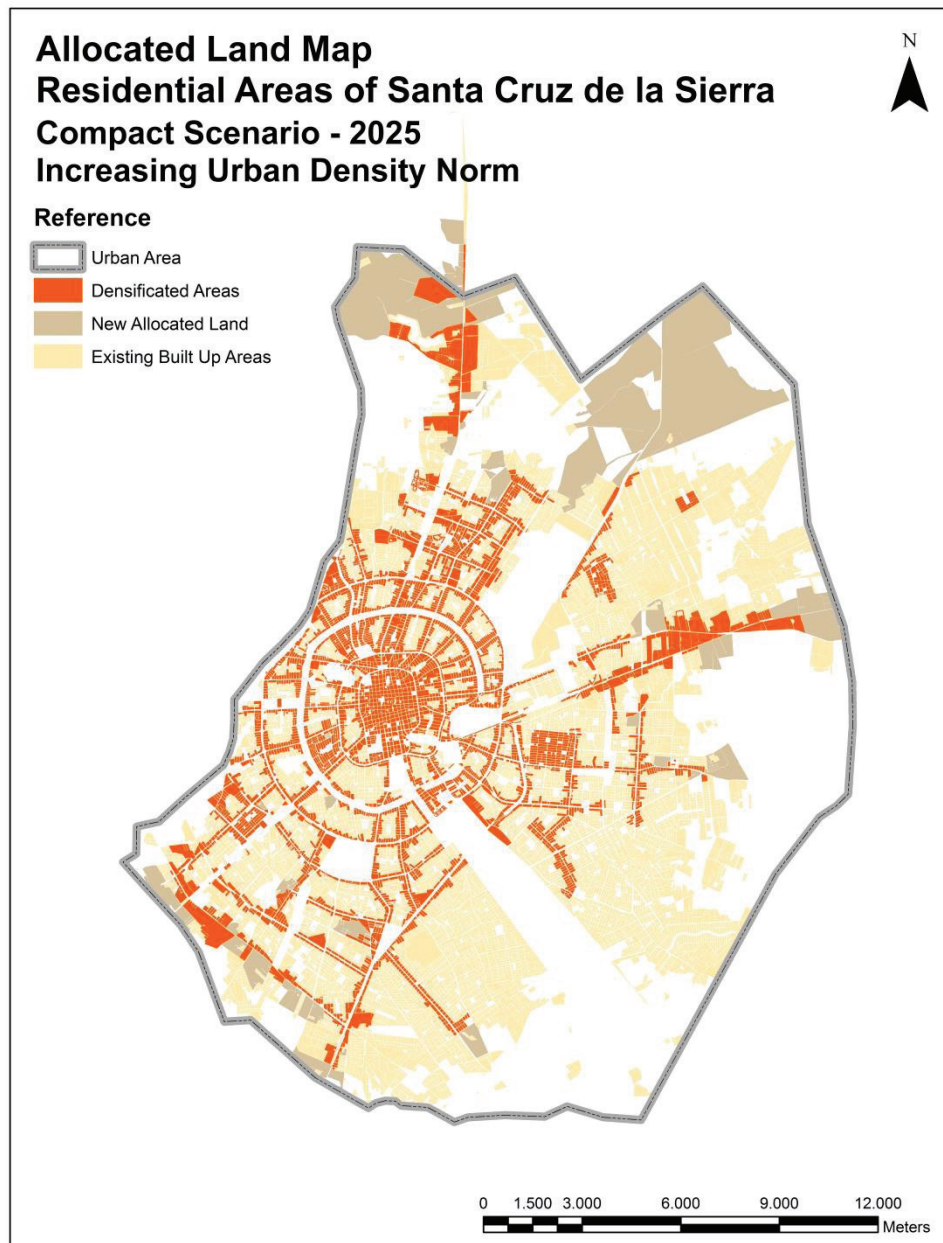 Allocated Land Map
Residential Areas of Santa Cruz de la Sierra
Compact Scenario - 2025
Increasing Urban Density Norm
N
Reference
Urban Area
Densificated Areas
New Allocated Land
Existing Built Up Areas
0 1.500 3.000 6.000 9.000 12.000
Meters